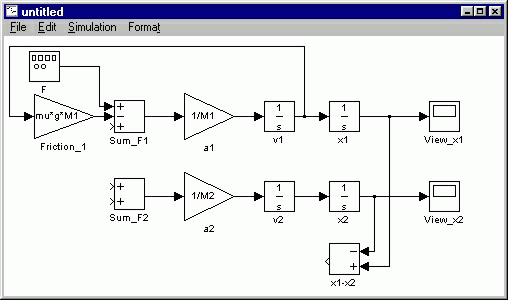 untitled
File Edit Simulation Format
F
mu*g*M1
Friction_1
+
−
+
Sum_F1
1/M1
a1
1
s
v1
1
s
x1
View_x1
+
+
Sum_F2
1/M2
a2
1
s
v2
1
s
x2
View_x2
−
+
x1-x2